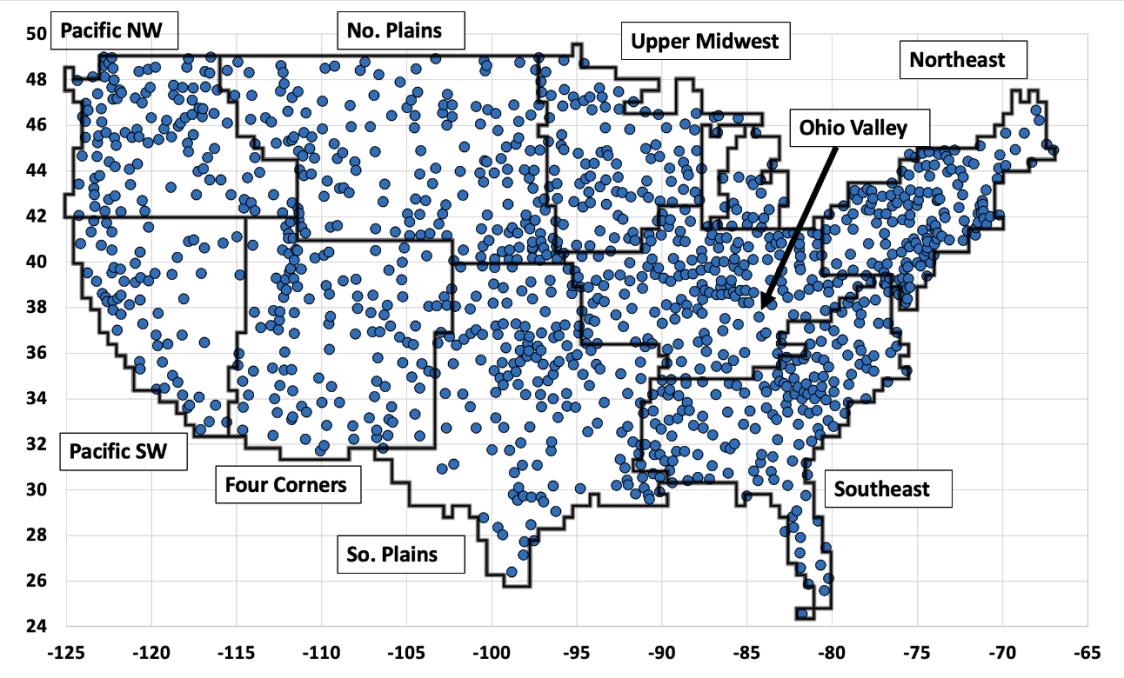 Pacific NW
No. Plains
Upper Midwest
Northeast
Ohio Valley
Pacific SW
Four Corners
So. Plains
Southeast
50
48
46
44
42
40
38
36
34
32
30
28
26
24
-125 -120 -115 -110 -105 -100 -95 -90 -85 -80 -75 -70 -65